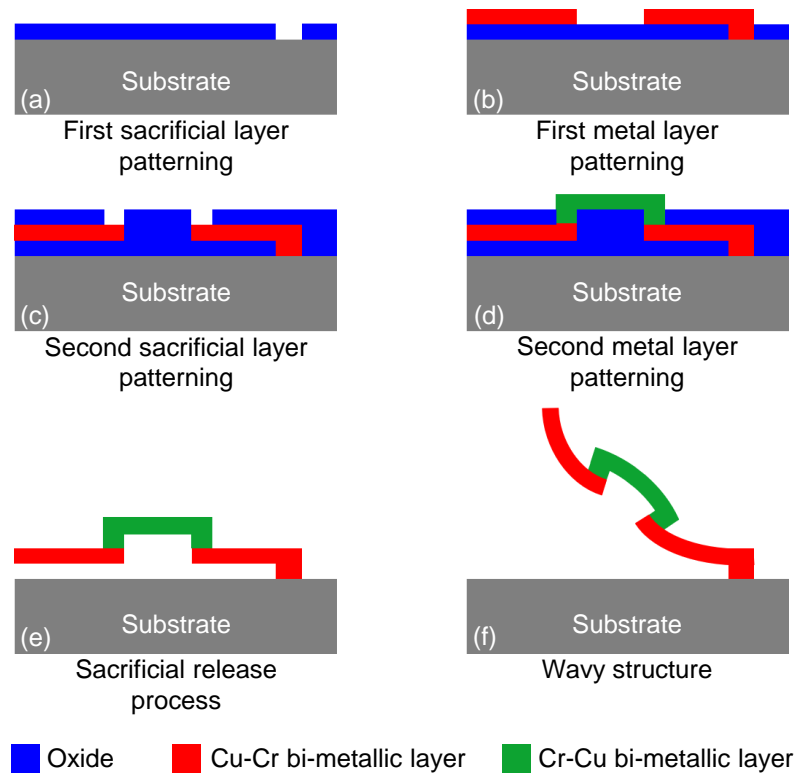 Substrate
(a)
First sacrificial layer
patterning
Substrate
(b)
First metal layer
patterning
Substrate
(c)
Second sacrificial layer
patterning
Substrate
(d)
Second metal layer
patterning
Substrate
(e)
Sacrificial release
process
Substrate
(f)
Wavy structure
Oxide
Cu-Cr bi-metallic layer
Cr-Cu bi-metallic layer